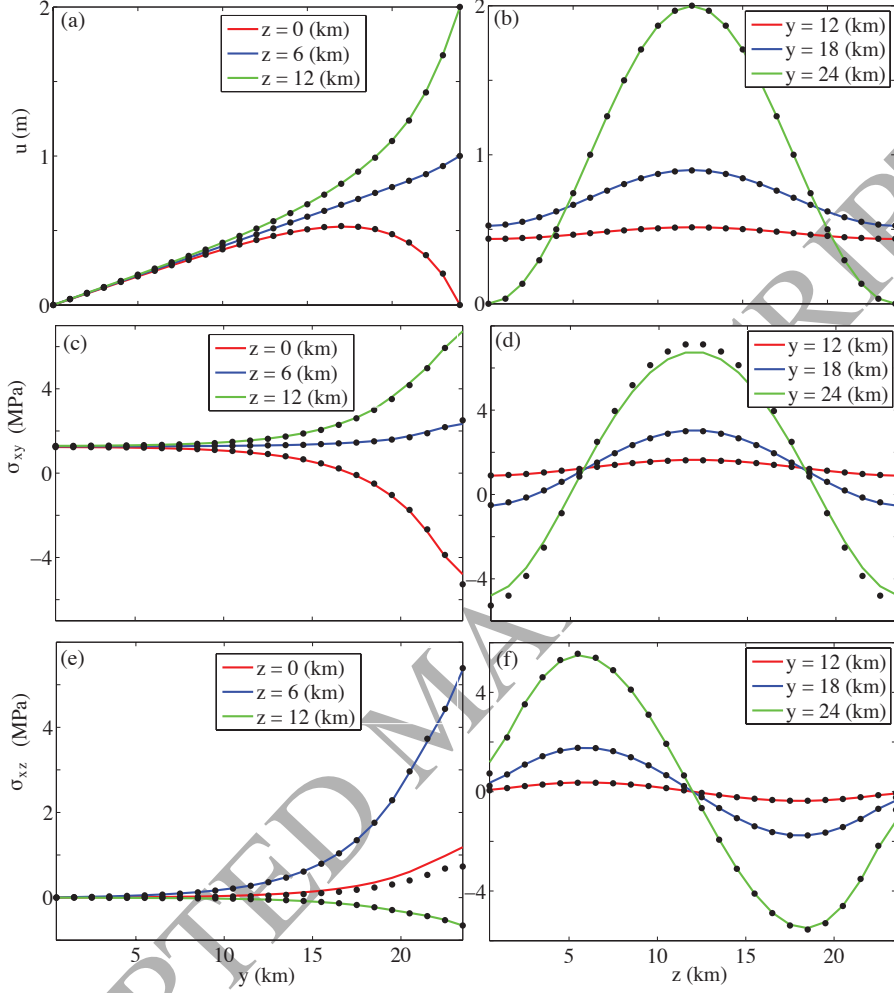 (a)
z = 0 (km)
z = 6 (km)
z = 12 (km)
u (m)
2
1
0
(b)
y = 12 (km)
y = 18 (km)
y = 24 (km)
2
1
0
(c)
z = 0 (km)
z = 6 (km)
z = 12 (km)
σxy (MPa)
4
0
−4
(d)
y = 12 (km)
y = 18 (km)
y = 24 (km)
4
0
−4
(e)
z = 0 (km)
z = 6 (km)
z = 12 (km)
σxz (MPa)
4
2
0
5
10
15
20
y (km)
(f)
y = 12 (km)
y = 18 (km)
y = 24 (km)
4
0
−4
5
10
15
20
z (km)